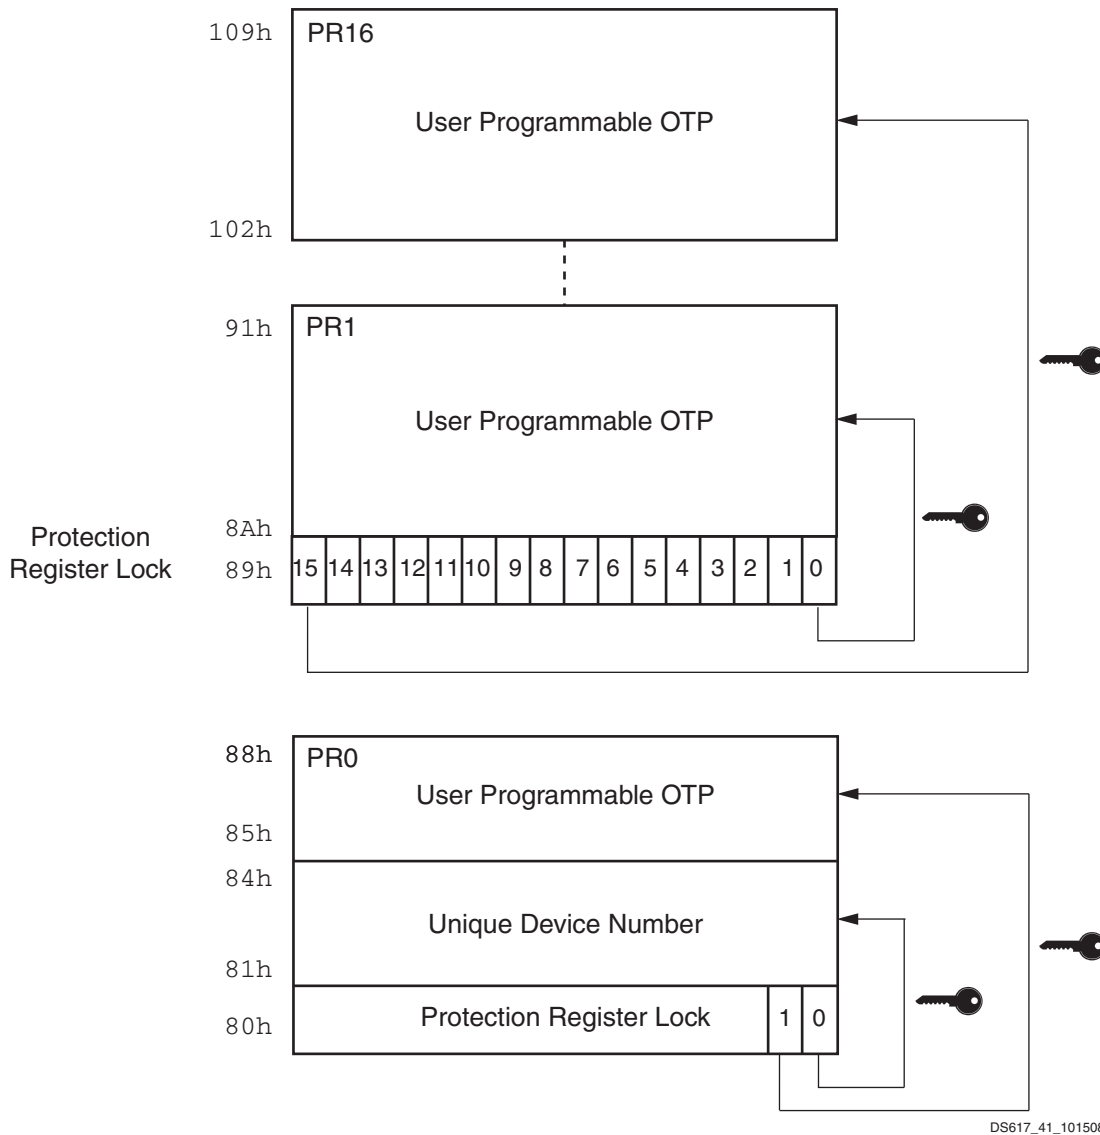 109h
PR16
User Programmable OTP
102h
91h
PR1
User Programmable OTP
8Ah
Protection
Register Lock
89h
15 14 13 12 11 10 9 8 7 6 5 4 3 2 1 0
88h
PR0
User Programmable OTP
85h
84h
Unique Device Number
81h
80h
Protection Register Lock 1 0
DS617_41_101508